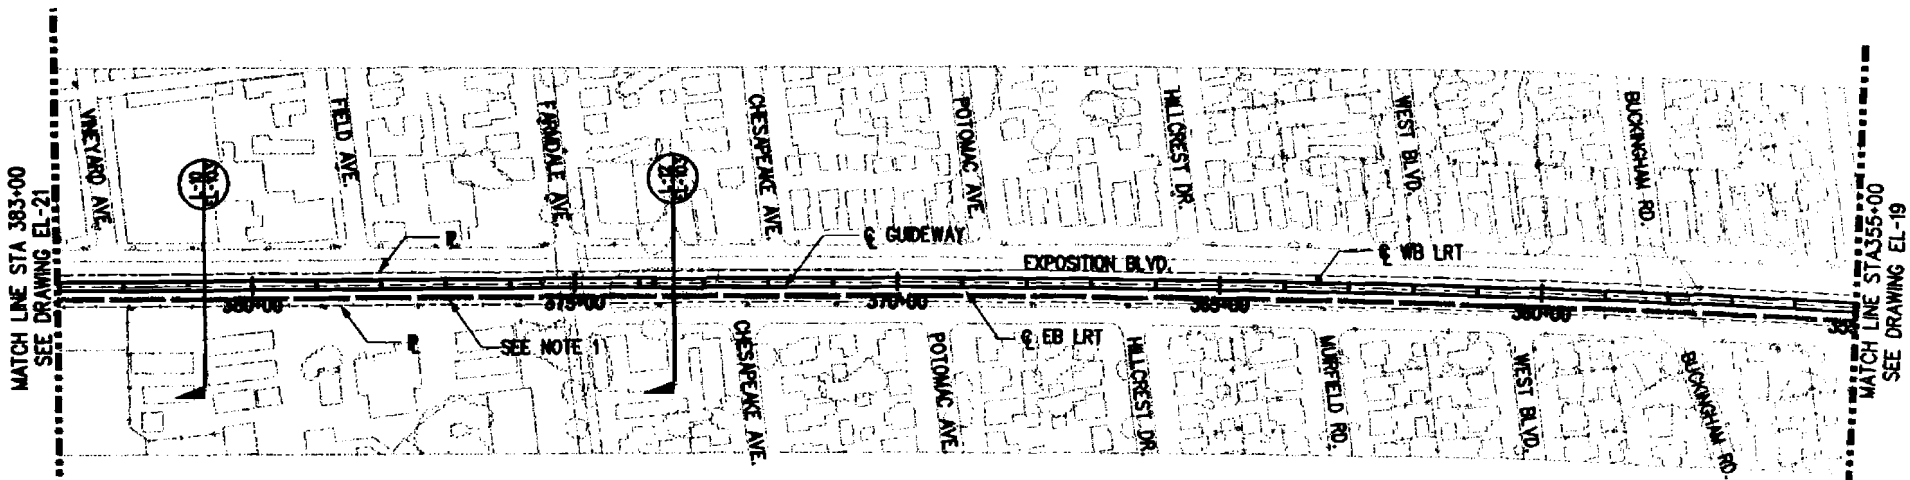 MATCH LINE STA 383+00
SEE DRAWING EL-21
VINEYARD AVE.
FIELD AVE.
FARMDALE AVE.
CHESAPEAKE AVE.
POTOMAC AVE.
HILLCREST DR.
WEST BLVD.
BUCKINGHAM RD.
℄ GUIDEWAY
EXPOSITION BLVD.
℄ WB LRT
380+00
375+00
370+00
365+00
360+00
SEE NOTE 1
℄ EB LRT
CHESAPEAKE AVE.
POTOMAC AVE.
HILLCREST DR.
MUIRFIELD RD.
WEST BLVD.
BUCKINGHAM RD.
MATCH LINE STA355+00
SEE DRAWING EL-19